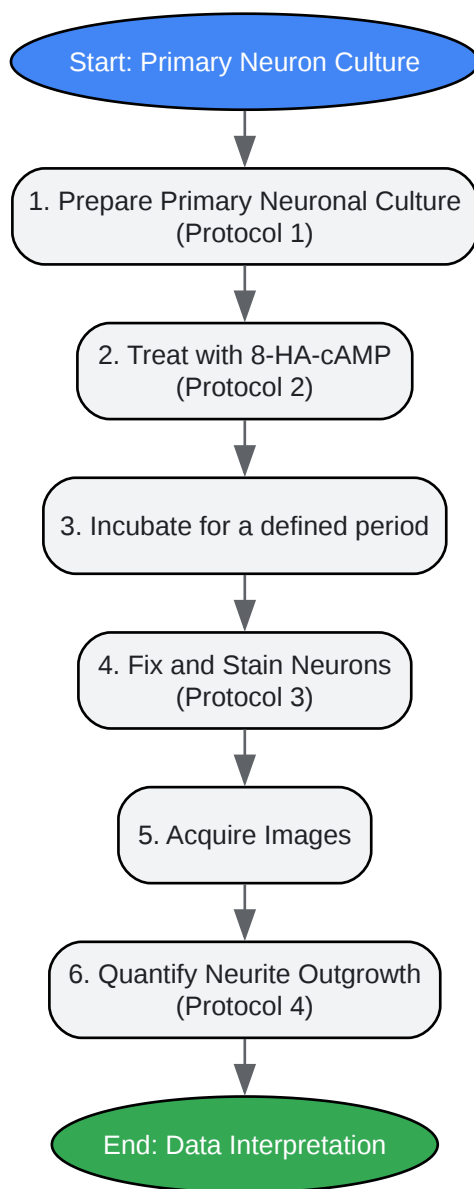 Start: Primary Neuron Culture
1. Prepare Primary Neuronal Culture
(Protocol 1)
2. Treat with 8-HA-cAMP
(Protocol 2)
3. Incubate for a defined period
4. Fix and Stain Neurons
(Protocol 3)
5. Acquire Images
6. Quantify Neurite Outgrowth
(Protocol 4)
End: Data Interpretation